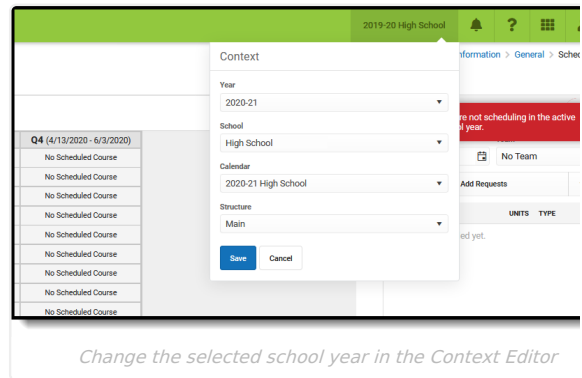 2019-20 High School
?
Context
Information > General > Sched
Year
2020-21
re not scheduling in the active
ol year.
School
High School
No Team
Calendar
2020-21 High School
Add Requests
Structure
Main
UNITS TYPE
ed yet.
Save Cancel
Q4 (4/13/2020 - 6/3/2020)
No Scheduled Course
No Scheduled Course
No Scheduled Course
No Scheduled Course
No Scheduled Course
No Scheduled Course
No Scheduled Course
No Scheduled Course
No Scheduled Course
Change the selected school year in the Context Editor